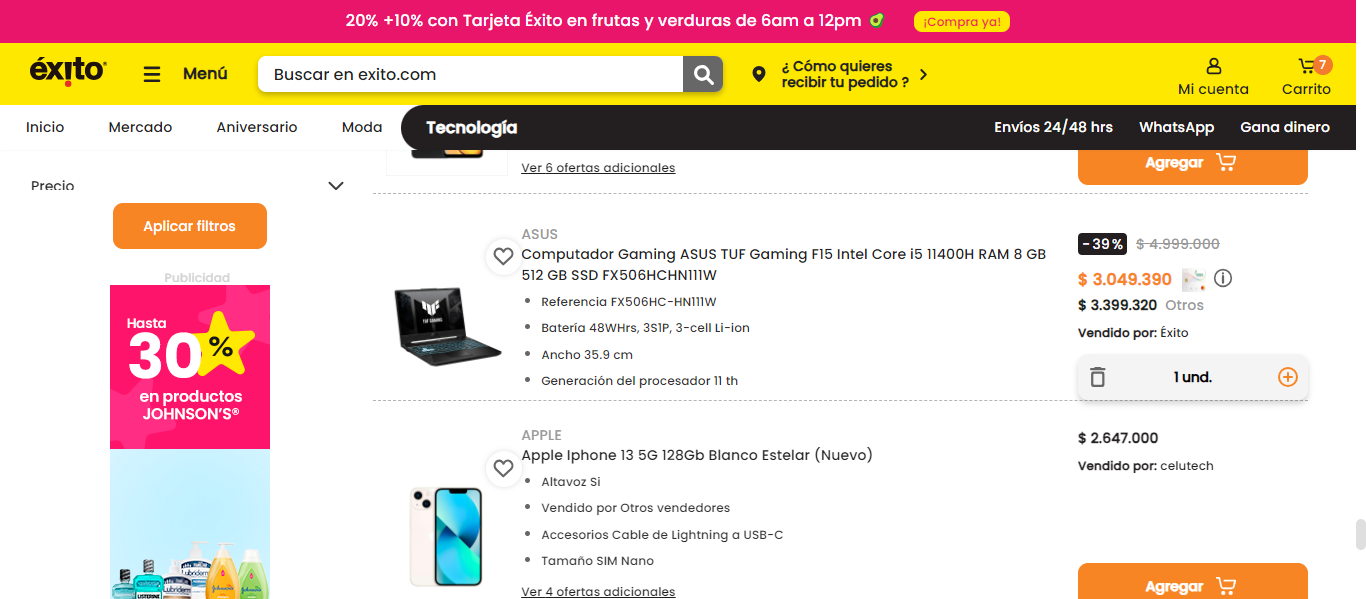 20% +10% con Tarjeta Éxito en frutas y verduras de 6am a 12pm
¡Compra ya!
éxito
Menú
Buscar en exito.com
¿ Cómo quieres
recibir tu pedido ?
Mi cuenta
7
Carrito
Inicio
Mercado
Aniversario
Moda
Tecnología
Envíos 24/48 hrs
WhatsApp
Gana dinero
Precio
Aplicar filtros
Publicidad
Hasta
30%
en productos
JOHNSON'S®
LISTERINE
Lubriderm
Lubriderm
Johnson's
Ver 6 ofertas adicionales
Agregar
ASUS
Computador Gaming ASUS TUF Gaming F15 Intel Core i5 11400H RAM 8 GB
512 GB SSD FX506HCHN111W
• Referencia FX506HC-HN111W
• Batería 48WHrs, 3S1P, 3-cell Li-ion
• Ancho 35.9 cm
• Generación del procesador 11 th
TUF GAMING
-39%
$ 4.999.000
$ 3.049.390
$ 3.399.320 Otros
Vendido por: Éxito
1 und.
APPLE
Apple Iphone 13 5G 128Gb Blanco Estelar (Nuevo)
• Altavoz Si
• Vendido por Otros vendedores
• Accesorios Cable de Lightning a USB-C
• Tamaño SIM Nano
Ver 4 ofertas adicionales
$ 2.647.000
Vendido por: celutech
Agregar